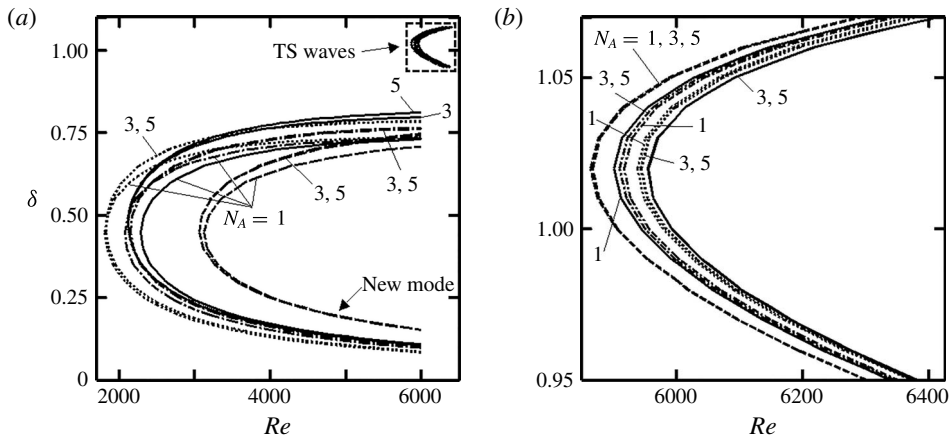 (a)
1.00
0.75
δ
0.50
0.25
0
2000
4000
6000
Re
TS waves
5
3
3, 5
3, 5
3, 5
N_A = 1
New mode
(b)
1.05
1.00
0.95
6000
6200
6400
Re
N_A = 1, 3, 5
3, 5
1
1
3, 5
3, 5
1